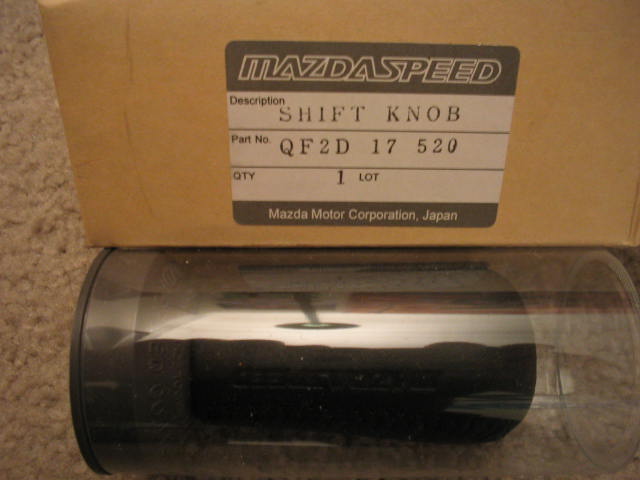 MAZDASPEED
Description SHIFT KNOB
Part No. QF2D 17 520
QTY 1 LOT
Mazda Motor Corporation, Japan